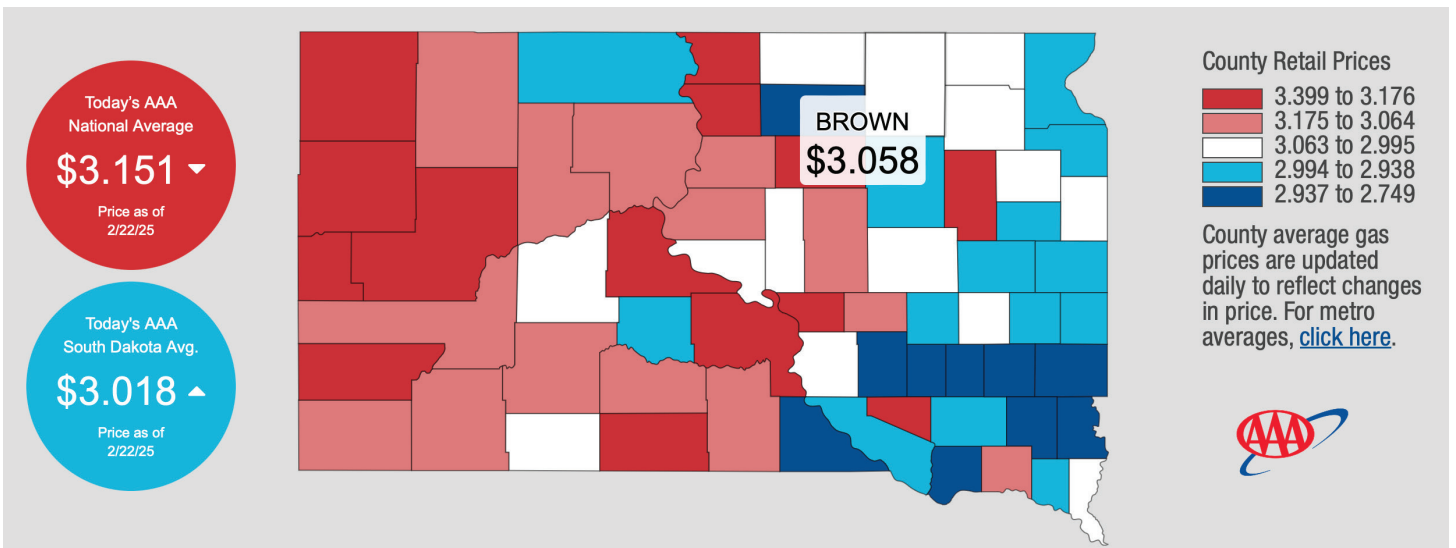 Today's AAA
National Average
$3.151
Price as of
2/22/25
Today's AAA
South Dakota Avg.
$3.018
Price as of
2/22/25
BROWN
$3.058
County Retail Prices
3.399 to 3.176
3.175 to 3.064
3.063 to 2.995
2.994 to 2.938
2.937 to 2.749
County average gas
prices are updated
daily to reflect changes
in price. For metro
averages, click here.
AAA